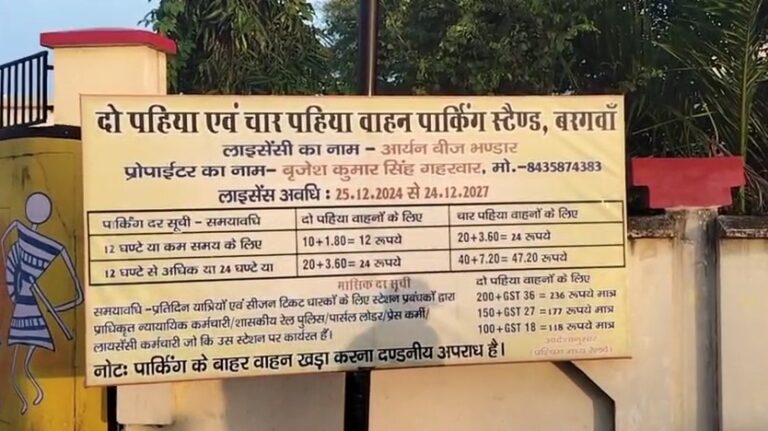 दो पहिया एवं चार पहिया वाहन पार्किंग स्टैण्ड, बरगवाँ
लाइसेंसी का नाम - आर्यन बीज भण्डार
प्रोपाईटर का नाम- बृजेश कुमार सिंह गहरवार, मो.-8435874383
लाइसेंस अवधि : 25.12.2024 से 24.12.2027
पार्किंग दर सूची - समयावधि दो पहिया वाहनों के लिए चार पहिया वाहनों के लिए
12 घण्टे या कम समय के लिए 10+1.80= 12 रूपये 20+3.60= 24 रूपये
12 घण्टे से अधिक या 24 घण्टे या 20+3.60= 24 रूपये 40+7.20= 47.20 रूपये
मासिक दर सूची दो पहिया वाहनों के लिए
समयावधि -प्रतिदिन यात्रियों एवं सीजन टिकट धारकों के लिए स्टेशन प्रबंधकों द्वारा 200+GST 36 = 236 रूपये मात्र
प्राधिकृत न्यायायिक कर्मचारी/शासकीय रेल पुलिस/पार्सल लोडर/प्रेस कर्मी/ 150+GST 27 = 177 रूपये मात्र
लायसेंसी कर्मचारी जो कि उस स्टेशन पर कार्यरत हैं। 100+GST 18 = 118 रूपये मात्र
आदेशानुसार
(पश्चिम मध्य रेलवे)
नोटः पार्किंग के बाहर वाहन खड़ा करना दण्डनीय अपराध है।